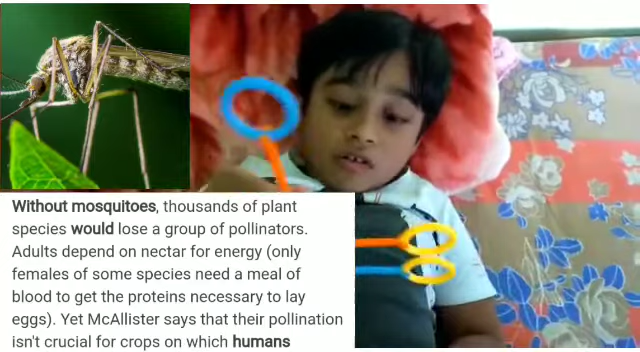 Without mosquitoes, thousands of plant
species would lose a group of pollinators.
Adults depend on nectar for energy (only
females of some species need a meal of
blood to get the proteins necessary to lay
eggs). Yet McAllister says that their pollination
isn't crucial for crops on which humans